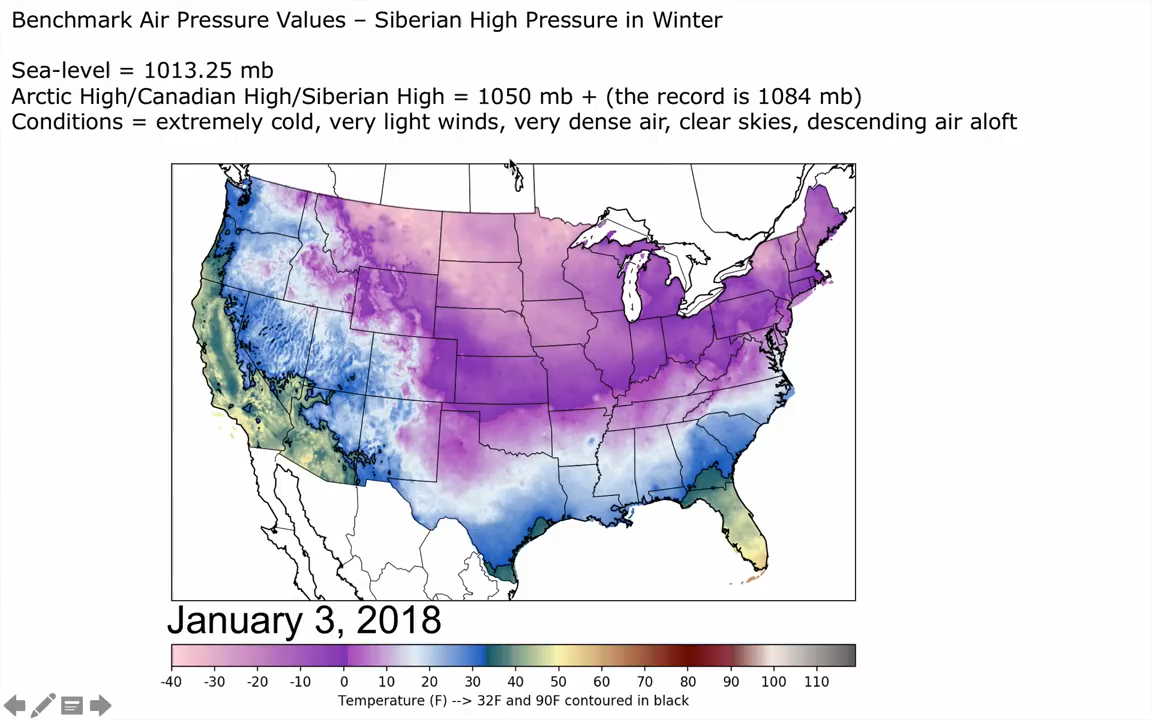 Benchmark Air Pressure Values – Siberian High Pressure in Winter
Sea-level = 1013.25 mb
Arctic High/Canadian High/Siberian High = 1050 mb + (the record is 1084 mb)
Conditions = extremely cold, very light winds, very dense air, clear skies, descending air aloft
January 3, 2018
-40 -30 -20 -10 0 10 20 30 40 50 60 70 80 90 100 110
Temperature (F) --> 32F and 90F contoured in black